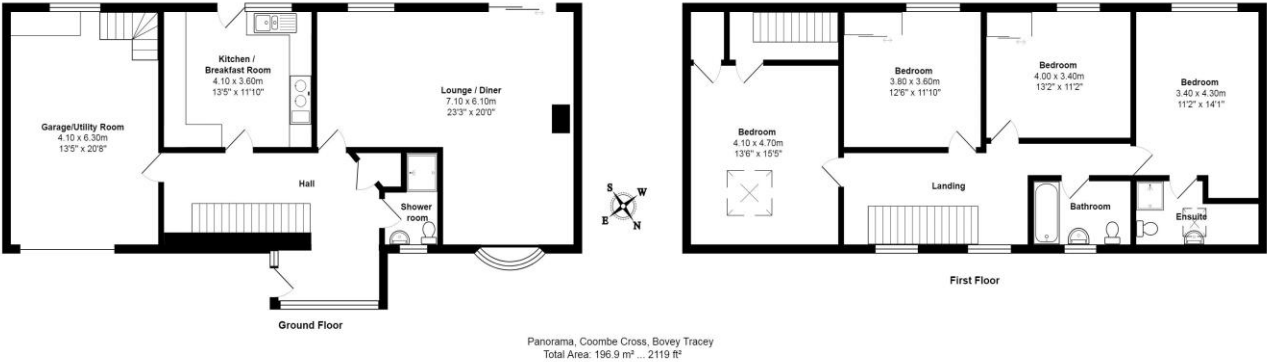 Kitchen /
Breakfast Room
4.10 x 3.60m
13'5" x 11'10"
Lounge / Diner
7.10 x 6.10m
23'3" x 20'0"
Garage/Utility Room
4.10 x 6.30m
13'5" x 20'8"
Hall
Shower
room
S
W
E
N
Ground Floor
Bedroom
4.10 x 4.70m
13'6" x 15'5"
Bedroom
3.80 x 3.60m
12'6" x 11'10"
Bedroom
4.00 x 3.40m
13'2" x 11'2"
Bedroom
3.40 x 4.30m
11'2" x 14'1"
Landing
Bathroom
Ensuite
First Floor
Panorama, Coombe Cross, Bovey Tracey
Total Area: 196.9 m² ... 2119 ft²